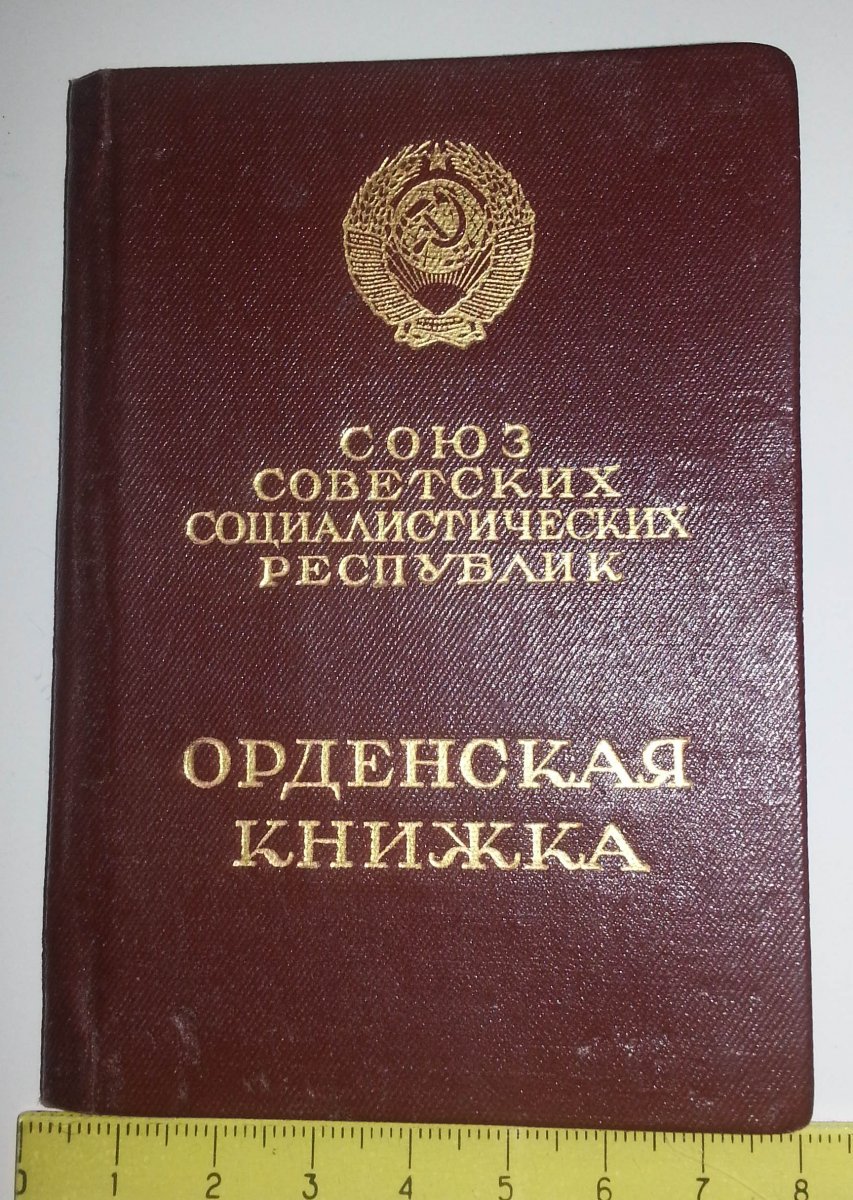 СОЮЗ
СОВЕТСКИХ
СОЦИАЛИСТИЧЕСКИХ
РЕСПУБЛИК
ОРДЕНСКАЯ
КНИЖКА
0 1 2 3 4 5 6 7 8